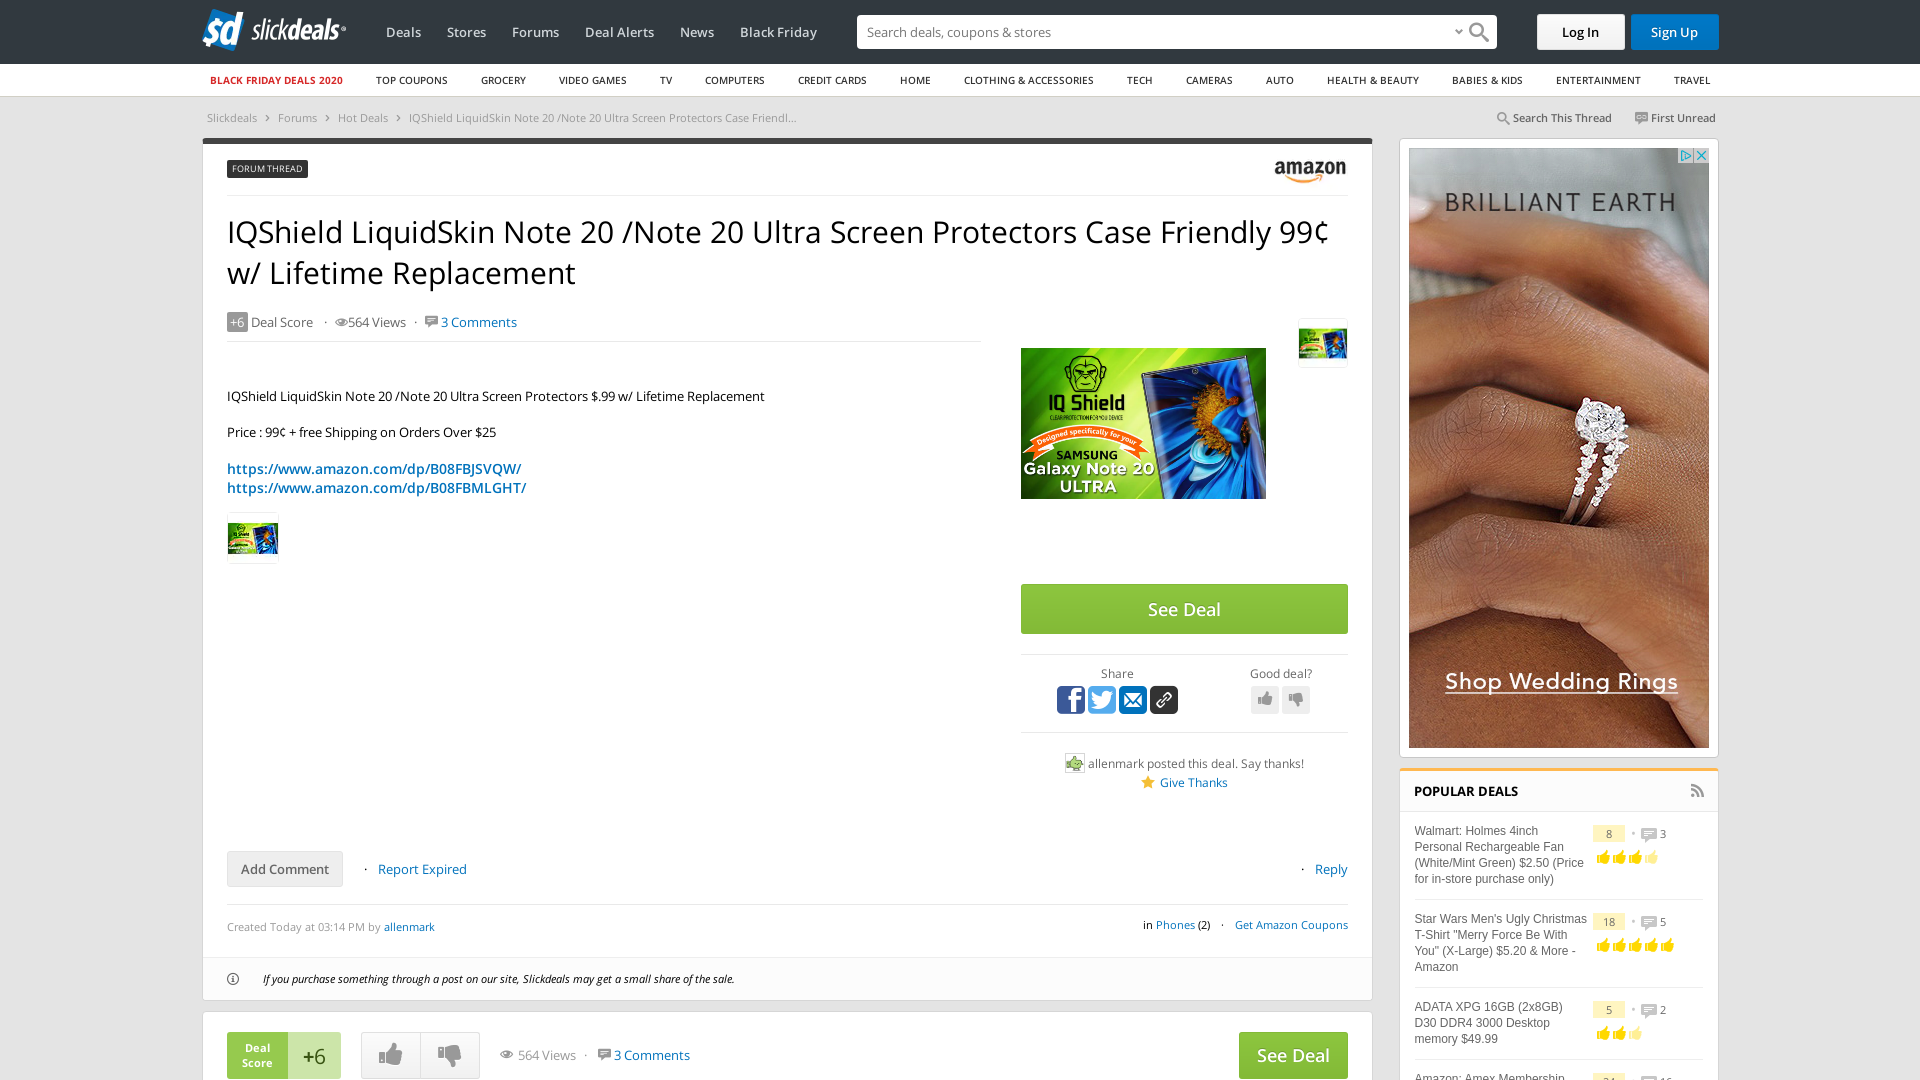 sd slickdeals®
Deals Stores Forums Deal Alerts News Black Friday
Search deals, coupons & shopping
Log In
Sign Up
BLACK FRIDAY DEALS 2020 TOP COUPONS GROCERY VIDEO GAMES TV COMPUTERS CREDIT CARDS HOME CLOTHING & ACCESSORIES TECH CAMERAS AUTO HEALTH & BEAUTY BABIES & KIDS ENTERTAINMENT TRAVEL
Slickdeals › Forums › Hot Deals › IQShield LiquidSkin Note 20 /Note 20 Ultra Screen Protectors Case Friendl...
Search This Thread
First Unread
FORUM THREAD
amazon
IQShield LiquidSkin Note 20 /Note 20 Ultra Screen Protectors Case Friendly 99¢
w/ Lifetime Replacement
+6 Deal Score · 564 Views · 3 Comments
IQShield LiquidSkin Note 20 /Note 20 Ultra Screen Protectors $.99 w/ Lifetime Replacement
Price : 99¢ + free Shipping on Orders Over $25
https://www.amazon.com/dp/B08FBJSVQW/
https://www.amazon.com/dp/B08FBMLGHT/
IQ Shield
CLEAR PROTECTION FOR YOU DEVICE
Designed specifically for your
SAMSUNG
Galaxy Note 20
ULTRA
See Deal
Share
Good deal?
allenmark posted this deal. Say thanks!
Give Thanks
Add Comment
· Report Expired
· Reply
Created Today at 03:14 PM by allenmark
in Phones (2) · Get Amazon Coupons
If you purchase something through a post on our site, Slickdeals may get a small share of the sale.
Deal
Score
+6
564 Views · 3 Comments
See Deal
BRILLIANT EARTH
Shop Wedding Rings
POPULAR DEALS
Walmart: Holmes 4inch
Personal Rechargeable Fan
(White/Mint Green) $2.50 (Price
for in-store purchase only)
8 • 3
Star Wars Men's Ugly Christmas
T-Shirt "Merry Force Be With
You" (X-Large) $5.20 & More -
Amazon
18 • 5
ADATA XPG 16GB (2x8GB)
D30 DDR4 3000 Desktop
memory $49.99
5 • 2
Amazon: Amex Membership